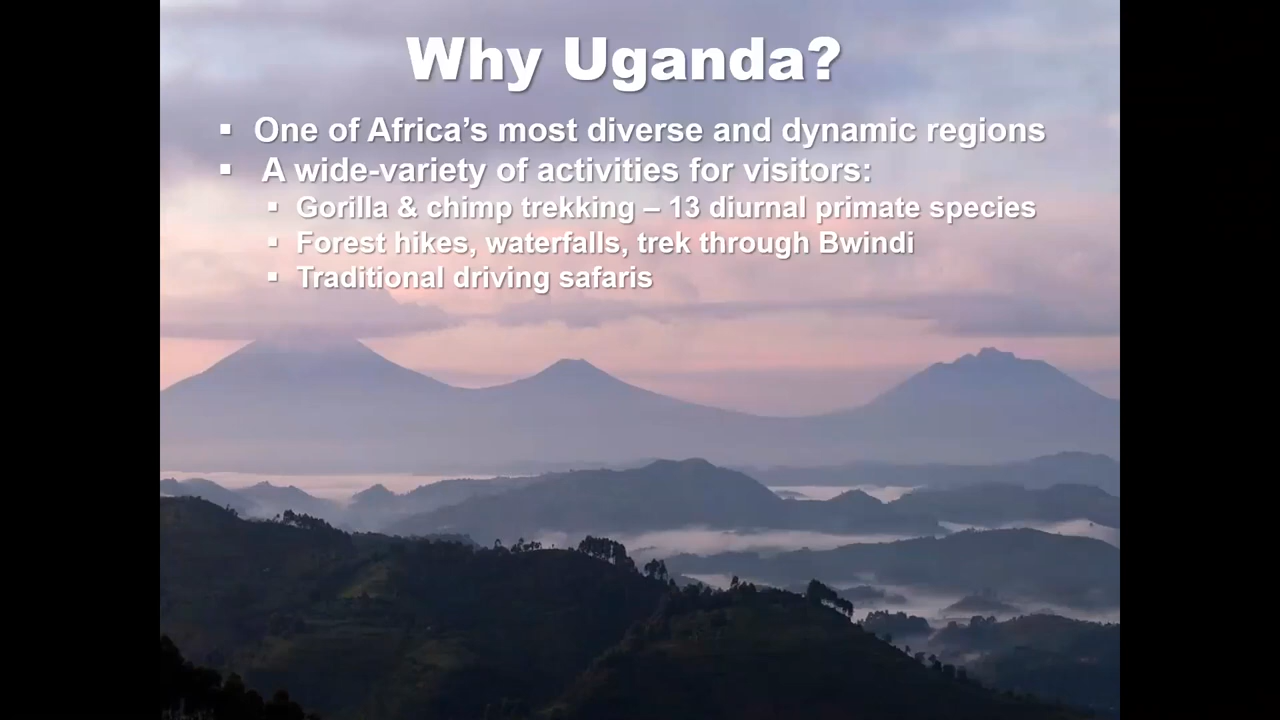 Why Uganda?
▪ One of Africa’s most diverse and dynamic regions
▪ A wide-variety of activities for visitors:
▪ Gorilla & chimp trekking – 13 diurnal primate species
▪ Forest hikes, waterfalls, trek through Bwindi
▪ Traditional driving safaris